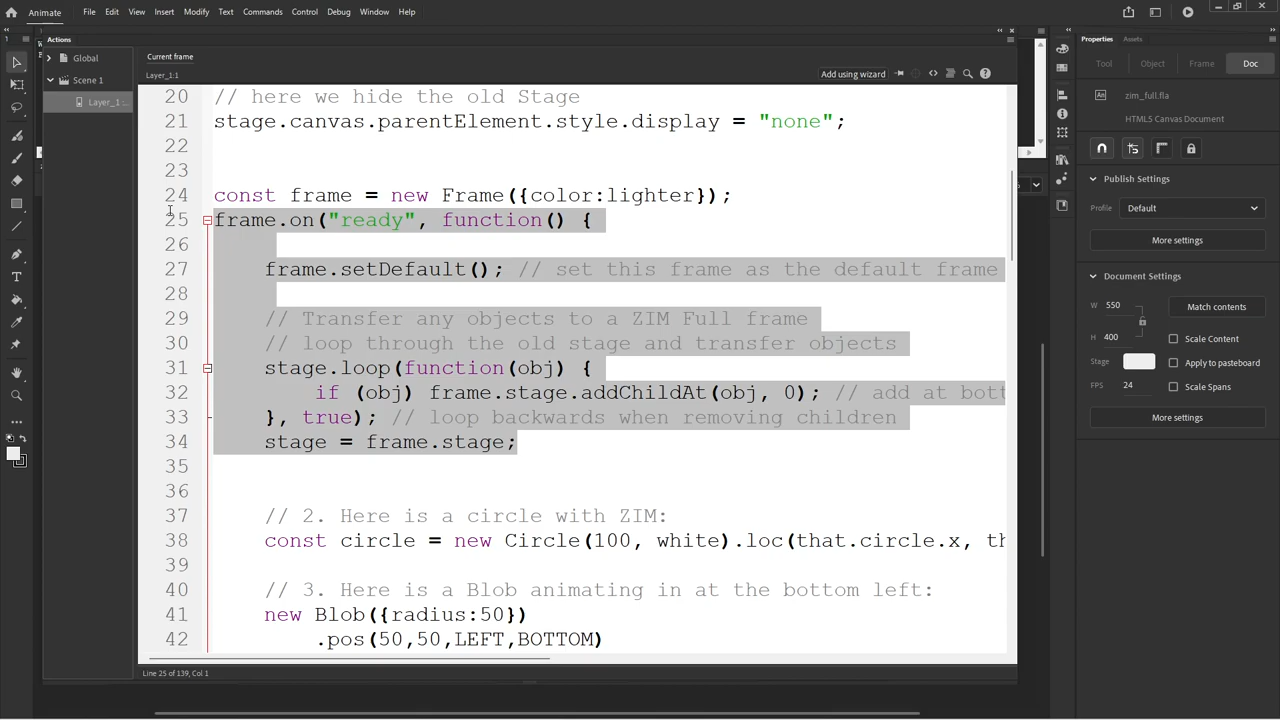 Animate File Edit View Insert Modify Text Commands Control Debug Window Help
Actions
Global
Scene 1
Layer_1 :...
Current frame
Layer_1:1
Add using wizard
20 // here we hide the old Stage
21 stage.canvas.parentElement.style.display = "none";
22
23
24 const frame = new Frame({color:lighter});
25 frame.on("ready", function() {
26
27 frame.setDefault(); // set this frame as the default frame
28
29 // Transfer any objects to a ZIM Full frame
30 // loop through the old stage and transfer objects
31 stage.loop(function(obj) {
32 if (obj) frame.stage.addChildAt(obj, 0); // add at bott
33 }, true); // loop backwards when removing children
34 stage = frame.stage;
35
36
37 // 2. Here is a circle with ZIM:
38 const circle = new Circle(100, white).loc(that.circle.x, th
39
40 // 3. Here is a Blob animating in at the bottom left:
41 new Blob({radius:50})
42 .pos(50,50,LEFT,BOTTOM)
Line 25 of 139, Col 1
Properties Assets
Tool Object Frame Doc
An zim_full.fla
HTML5 Canvas Document
Publish Settings
Profile Default
More settings
Document Settings
W 550 Match contents
H 400 Scale Content
Stage Apply to pasteboard
FPS 24 Scale Spans
More settings